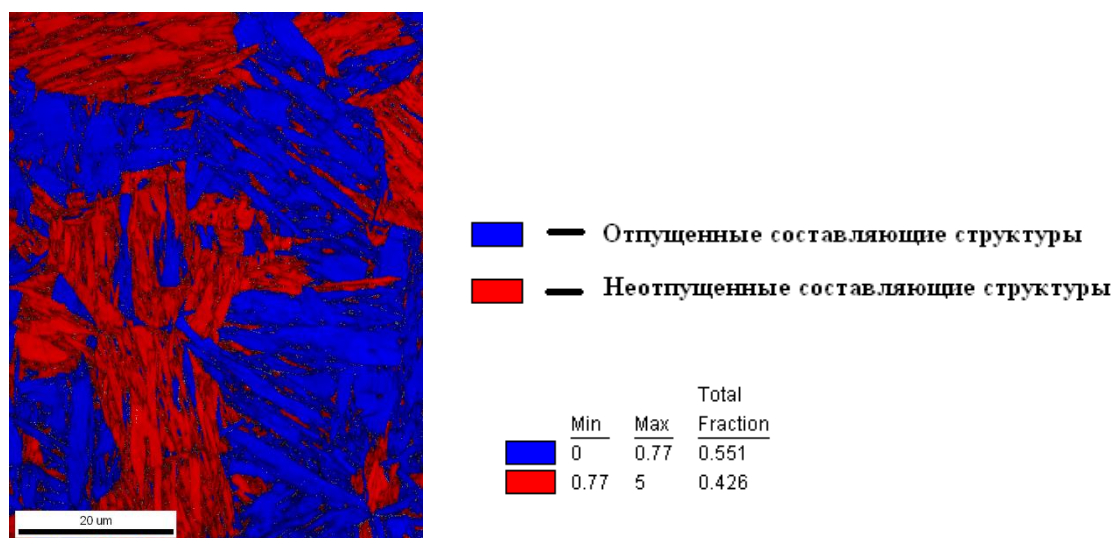 Отпущенные составляющие структуры
Неотпущенные составляющие структуры
Total
Min Max Fraction
0 0.77 0.551
0.77 5 0.426
20 um